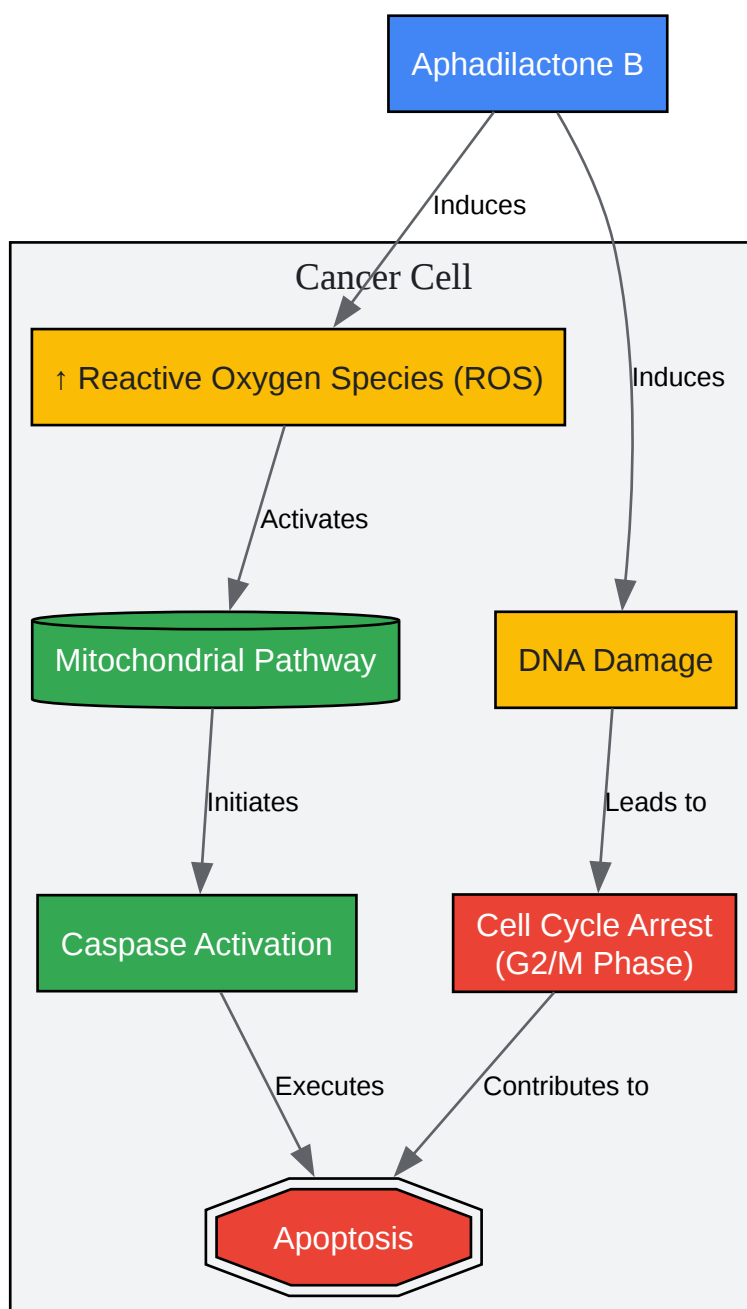 Aphadilactone B
Induces
Cancer Cell
↑ Reactive Oxygen Species (ROS)
Induces
Activates
Mitochondrial Pathway
DNA Damage
Initiates
Leads to
Caspase Activation
Cell Cycle Arrest
(G2/M Phase)
Executes
Contributes to
Apoptosis